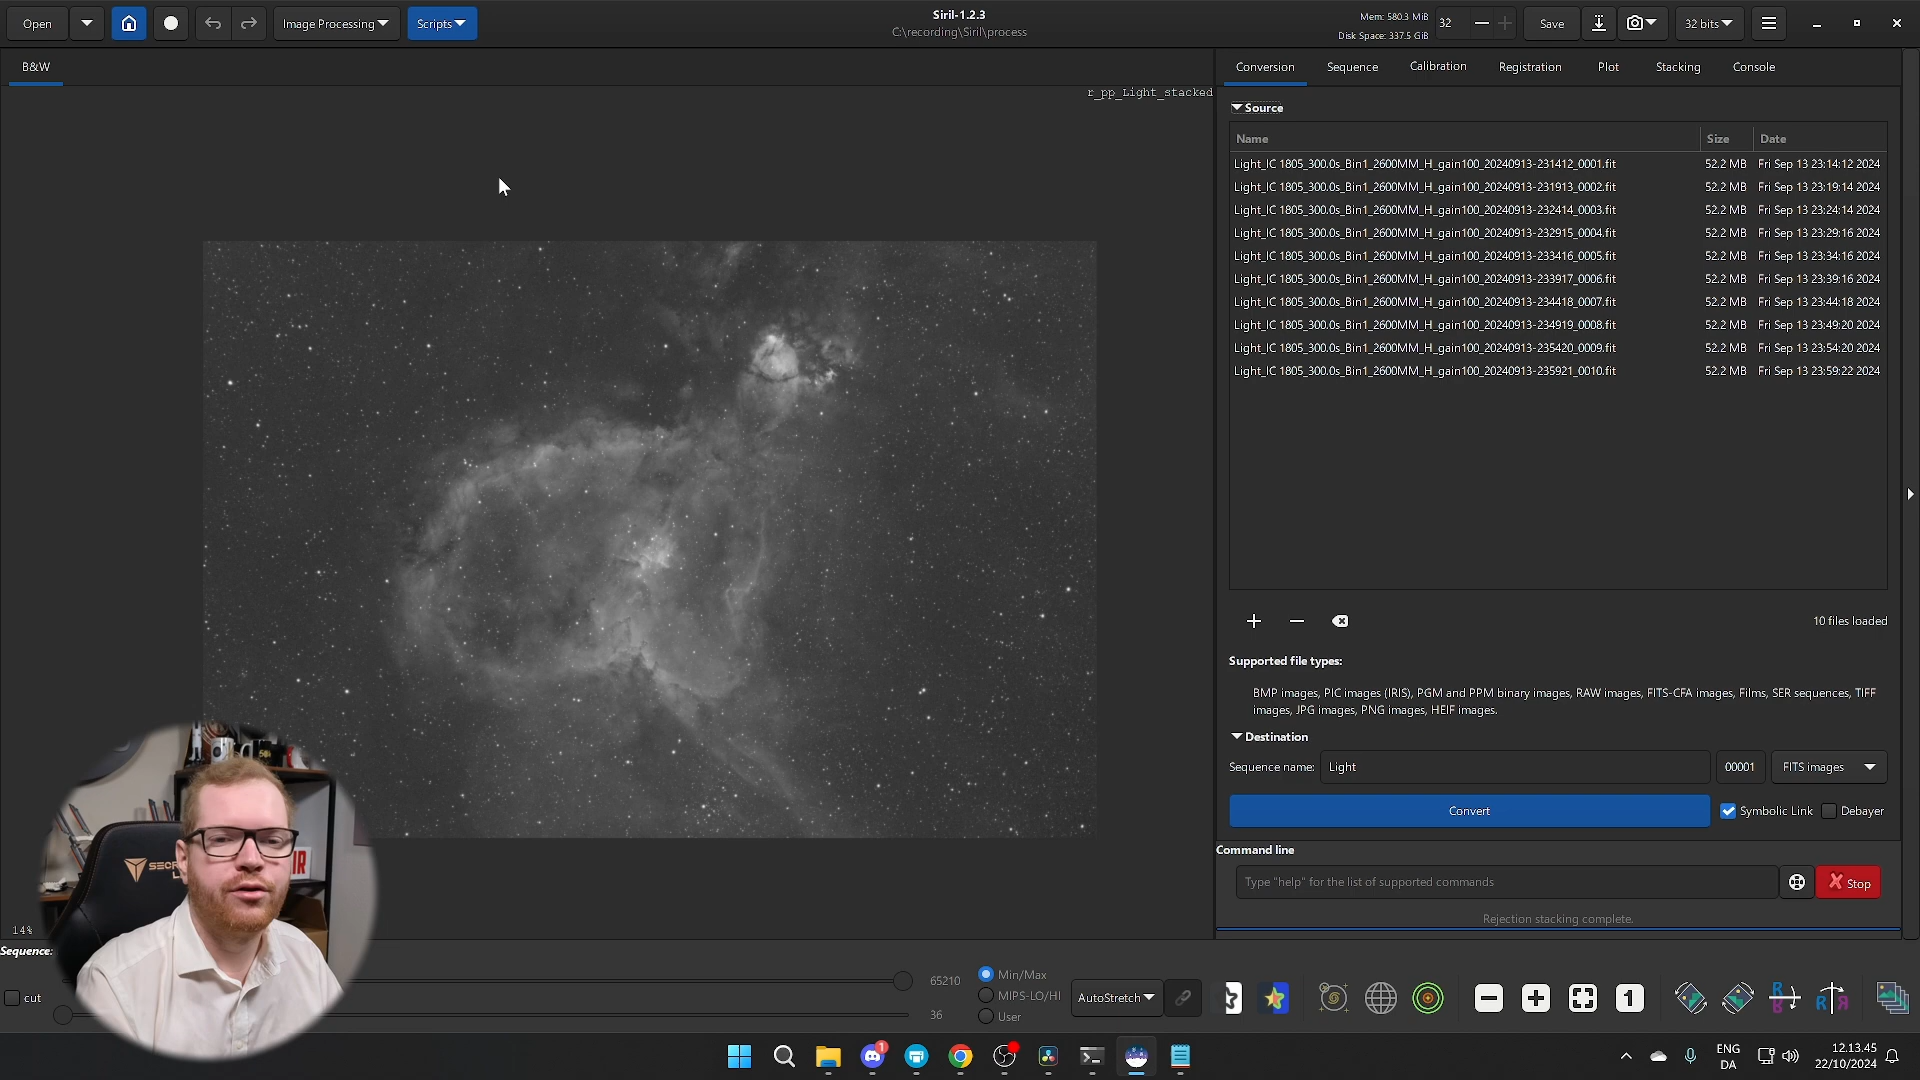 Open
Image Processing
Scripts
Siril-1.2.3
C:\recording\Siril\process
Mem: 580.3 MiB
Disk Space: 337.5 GiB
32
Save
32 bits
B&W
r_pp_Light_stacked
Conversion
Sequence
Calibration
Registration
Plot
Stacking
Console
Source
Name
Size
Date
Light_IC 1805_300.0s_Bin1_2600MM_H_gain100_20240913-231412_0001.fit 52.2 MB Fri Sep 13 23:14:12 2024
Light_IC 1805_300.0s_Bin1_2600MM_H_gain100_20240913-231913_0002.fit 52.2 MB Fri Sep 13 23:19:14 2024
Light_IC 1805_300.0s_Bin1_2600MM_H_gain100_20240913-232414_0003.fit 52.2 MB Fri Sep 13 23:24:14 2024
Light_IC 1805_300.0s_Bin1_2600MM_H_gain100_20240913-232915_0004.fit 52.2 MB Fri Sep 13 23:29:16 2024
Light_IC 1805_300.0s_Bin1_2600MM_H_gain100_20240913-233416_0005.fit 52.2 MB Fri Sep 13 23:34:16 2024
Light_IC 1805_300.0s_Bin1_2600MM_H_gain100_20240913-233917_0006.fit 52.2 MB Fri Sep 13 23:39:16 2024
Light_IC 1805_300.0s_Bin1_2600MM_H_gain100_20240913-234418_0007.fit 52.2 MB Fri Sep 13 23:44:18 2024
Light_IC 1805_300.0s_Bin1_2600MM_H_gain100_20240913-234919_0008.fit 52.2 MB Fri Sep 13 23:49:20 2024
Light_IC 1805_300.0s_Bin1_2600MM_H_gain100_20240913-235420_0009.fit 52.2 MB Fri Sep 13 23:54:20 2024
Light_IC 1805_300.0s_Bin1_2600MM_H_gain100_20240913-235921_0010.fit 52.2 MB Fri Sep 13 23:59:22 2024
10 files loaded
Supported file types:
BMP images, PIC images (IRIS), PGM and PPM binary images, RAW images, FITS-CFA images, Films, SER sequences, TIFF
images, JPG images, PNG images, HEIF images.
Destination
Sequence name: Light 00001 FITS images
Convert
Symbolic Link
Debayer
Command line
Type "help" for the list of supported commands
Stop
Rejection stacking complete.
14%
Sequence:
cut
65210
36
Min/Max
MIPS-LO/HI
User
AutoStretch
1
1
ENG
DA
12.13.45
22/10/2024